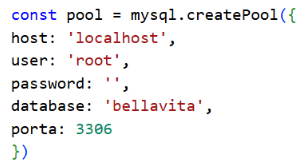 const pool = mysql.createPool({
host: 'localhost',
user: 'root',
password: '',
database: 'bellavita',
porta: 3306
})